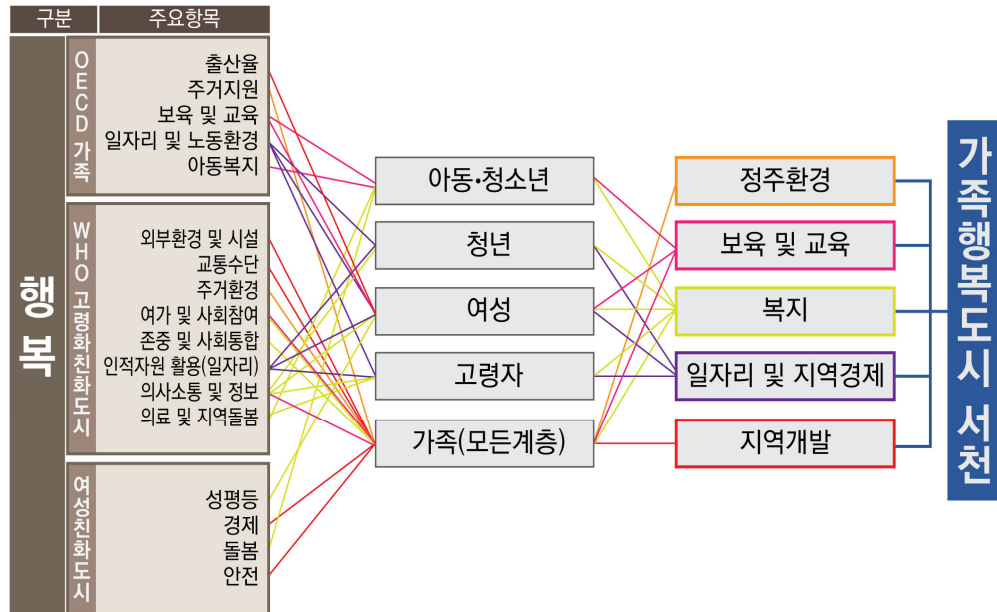 구분
주요항목
행복
OECD 가족
출산율
주거지원
보육 및 교육
일자리 및 노동환경
아동복지
WHO 고령화친화도시
외부환경 및 시설
교통수단
주거환경
여가 및 사회참여
존중 및 사회통합
인적자원 활용(일자리)
의사소통 및 정보
의료 및 지역돌봄
여성친화도시
성평등
경제
돌봄
안전
아동•청소년
청년
여성
고령자
가족(모든계층)
정주환경
보육 및 교육
복지
일자리 및 지역경제
지역개발
가족행복도시 서천